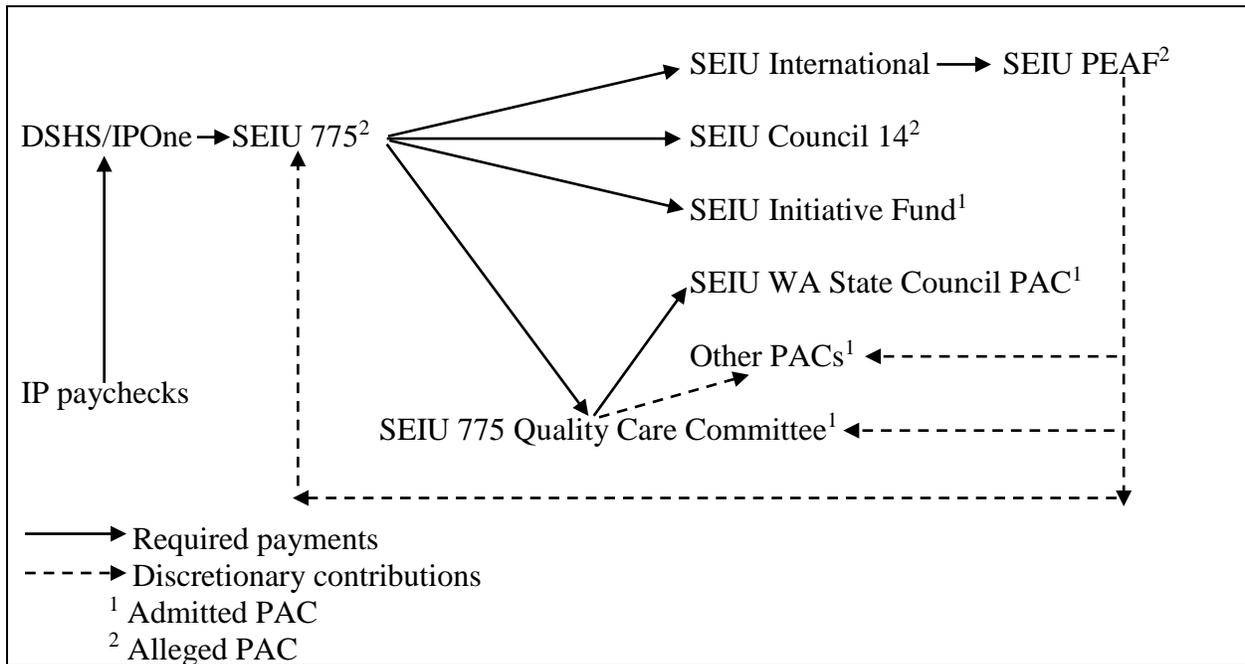 SEIU International SEIU PEAF²
DSHS/IPOne SEIU 775² SEIU Council 14²
SEIU Initiative Fund¹
SEIU WA State Council PAC¹
Other PACs¹
IP paychecks
SEIU 775 Quality Care Committee¹
Required payments
Discretionary contributions
¹ Admitted PAC
² Alleged PAC